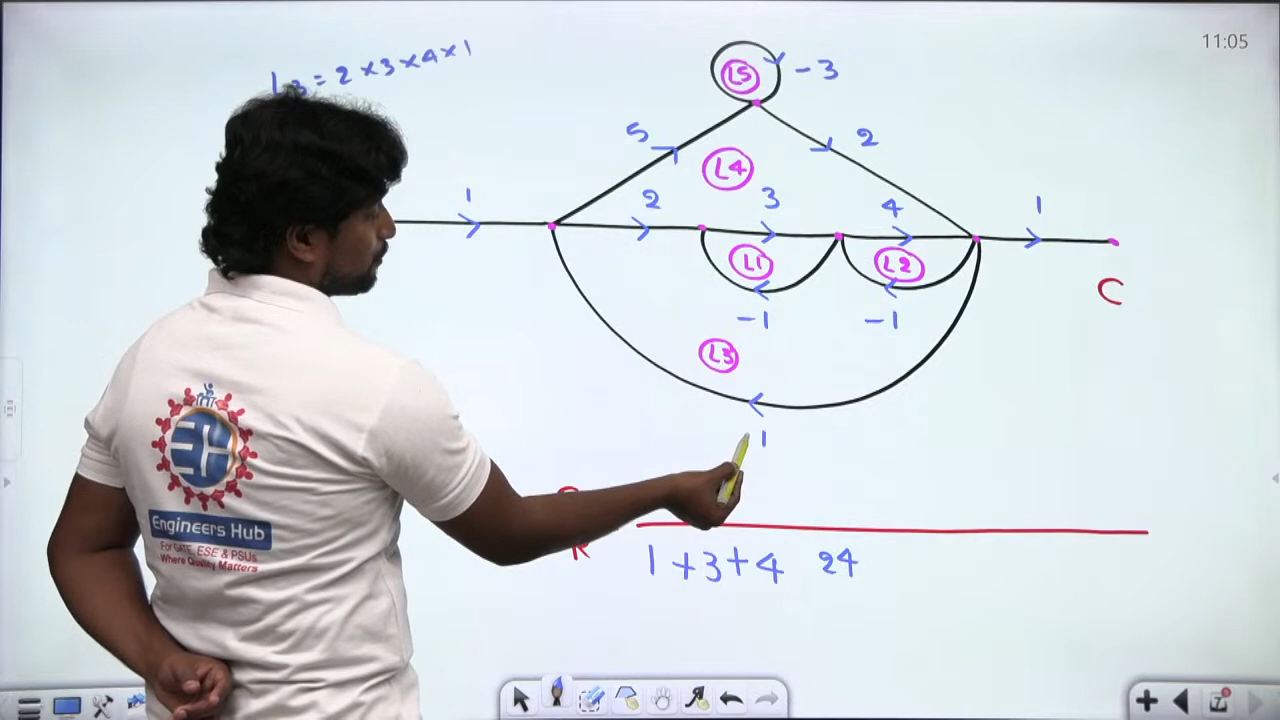 11:05
L3 = 2 × 3 × 4 × 1
L5
- 3
5
2
L4
1
2
3
4
1
L1
L2
C
-1
-1
L3
1
R
1 + 3 + 4 24
Engineers Hub
For GATE, ESE & PSUs
Where Quality Matters